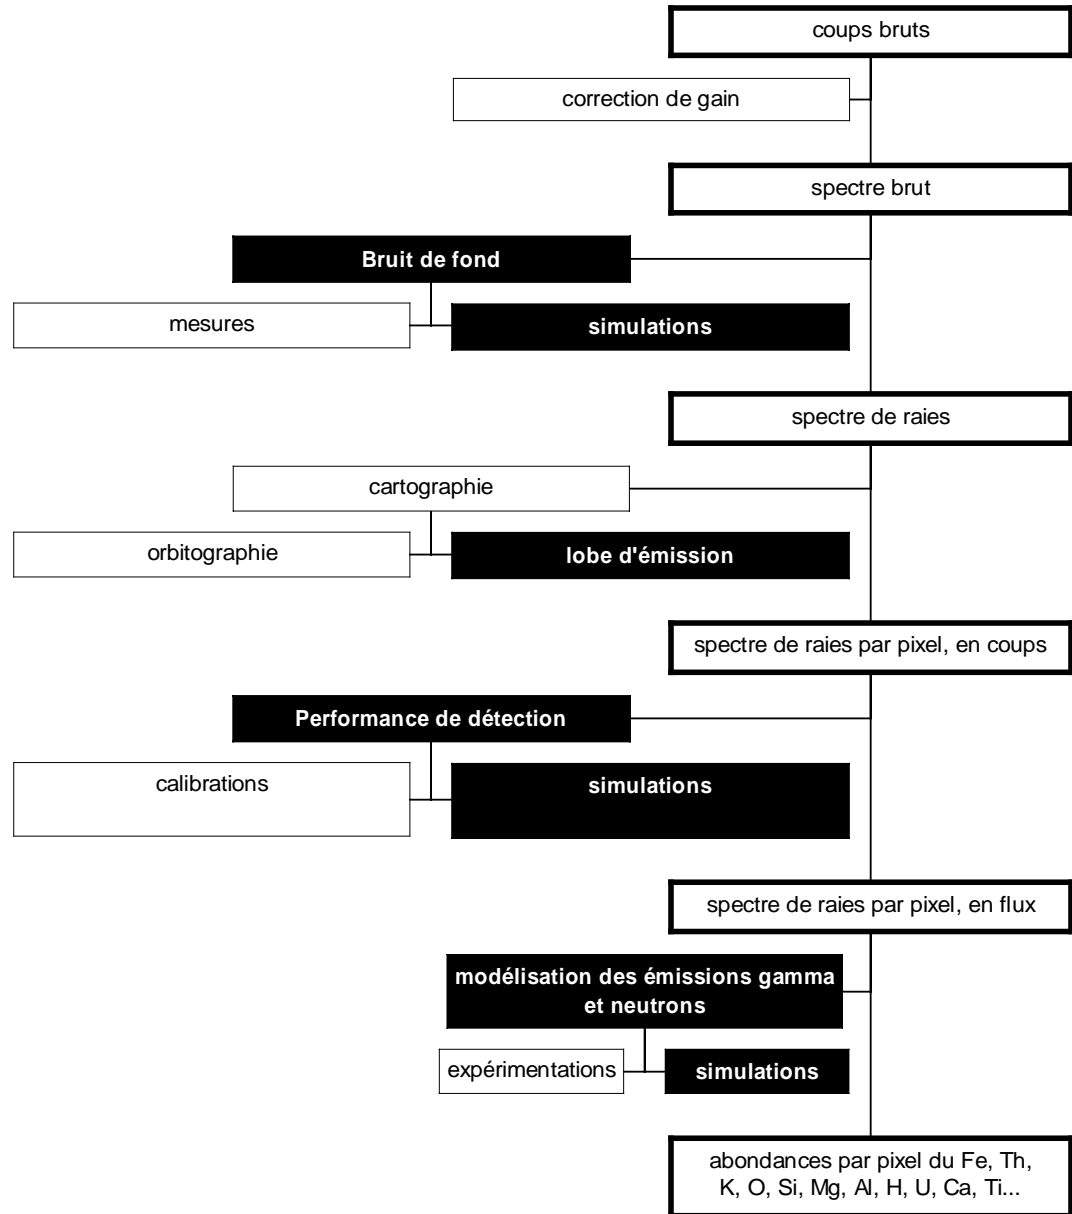 coups bruts
correction de gain
spectre brut
Bruit de fond
mesures
simulations
spectre de raies
cartographie
orbitographie
lobe d'émission
spectre de raies par pixel, en coups
Performance de détection
calibrations
simulations
spectre de raies par pixel, en flux
modélisation des émissions gamma
et neutrons
expérimentations
simulations
abondances par pixel du Fe, Th,
K, O, Si, Mg, Al, H, U, Ca, Ti...